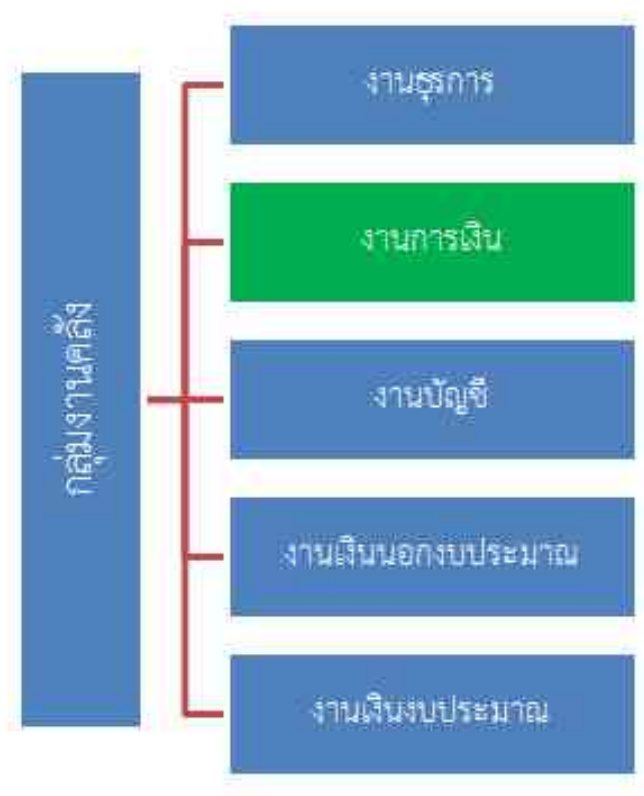 กลุ่มงานคลัง
งานธุรการ
งานการเงิน
งานบัญชี
งานเงินนอกงบประมาณ
งานเงินงบประมาณ